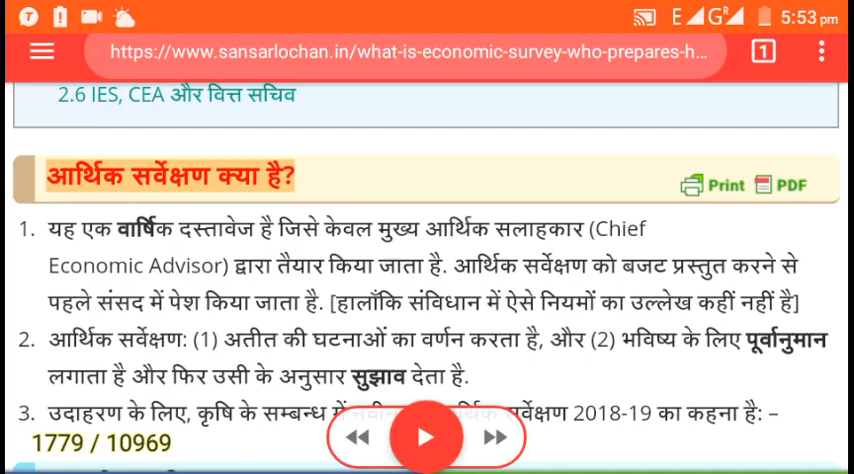 E G R 5:53 pm
https://www.sansarlochan.in/what-is-economic-survey-who-prepares-h... 1
2.6 IES, CEA और वित्त सचिव
आर्थिक सर्वेक्षण क्या है?
Print PDF
1. यह एक वार्षिक दस्तावेज है जिसे केवल मुख्य आर्थिक सलाहकार (Chief
Economic Advisor) द्वारा तैयार किया जाता है. आर्थिक सर्वेक्षण को बजट प्रस्तुत करने से
पहले संसद में पेश किया जाता है. [हालाँकि संविधान में ऐसे नियमों का उल्लेख कहीं नहीं है]
2. आर्थिक सर्वेक्षण: (1) अतीत की घटनाओं का वर्णन करता है, और (2) भविष्य के लिए पूर्वानुमान
लगाता है और फिर उसी के अनुसार सुझाव देता है.
3. उदाहरण के लिए, कृषि के सम्बन्ध में सर्वेक्षण 2018-19 का कहना है: –
1779 / 10969